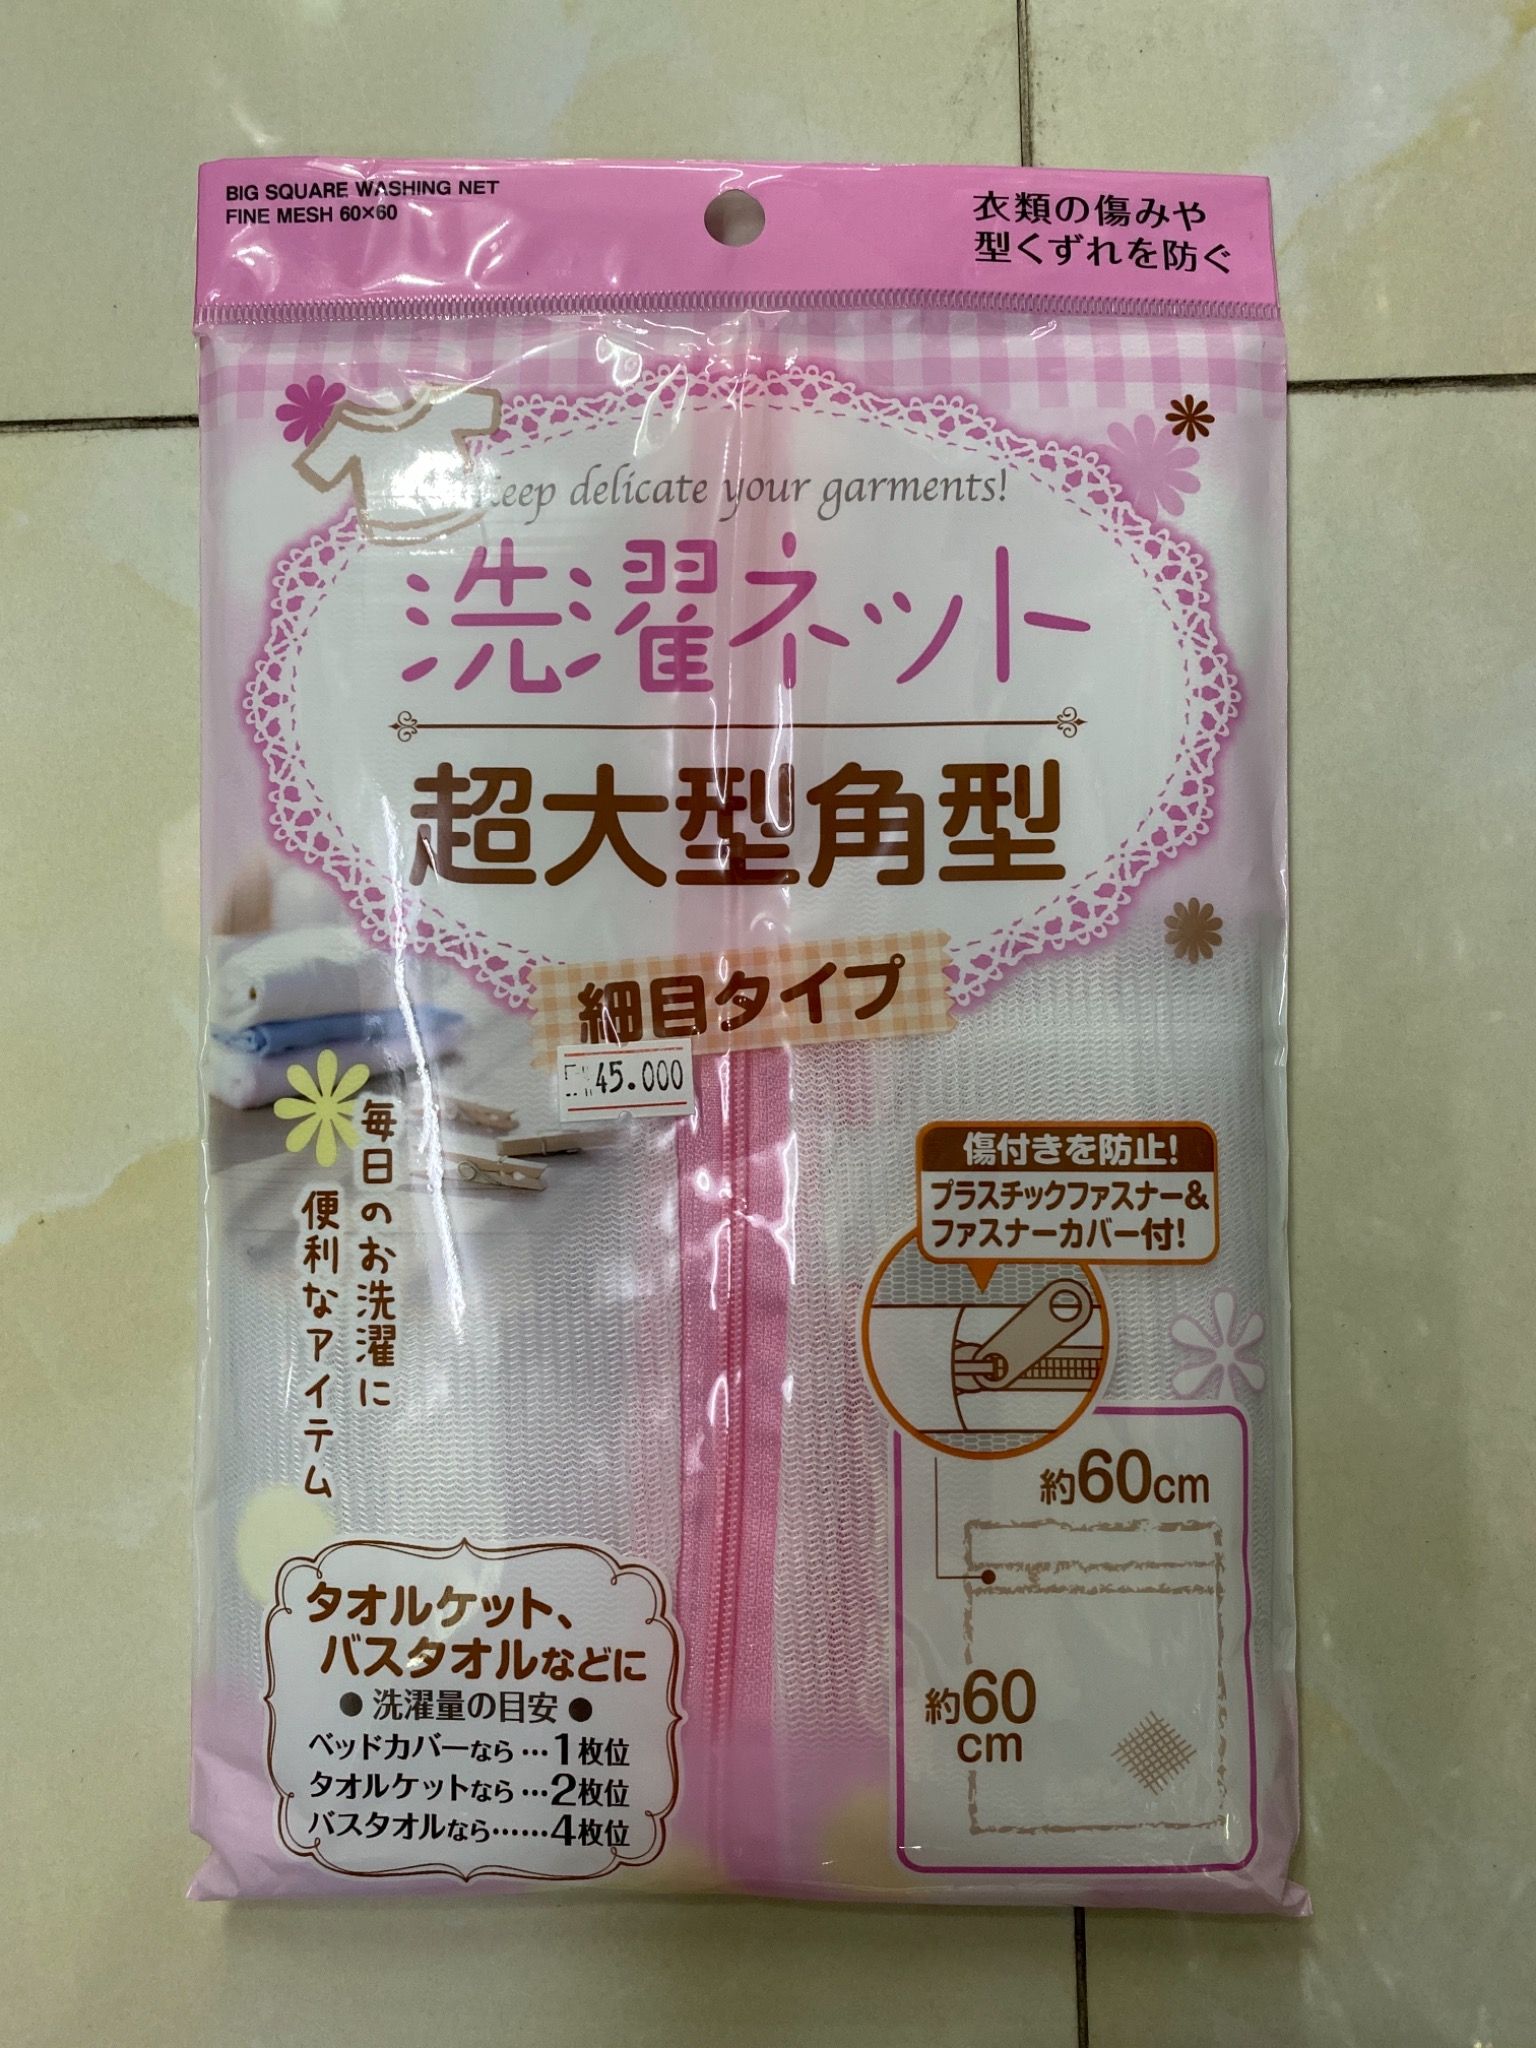 BIG SQUARE WASHING NET
FINE MESH 60×60
衣類の傷みや
型くずれを防ぐ
delicate your garments!
洗濯ネット
超大型角型
細目タイプ
45.000
毎日のお洗濯に
便利なアイテム
傷付きを防止!
プラスチックファスナー&
ファスナーカバー付!
約60cm
約60
cm
タオルケット、
バスタオルなどに
●洗濯量の目安●
ベッドカバーなら…1枚位
タオルケットなら…2枚位
バスタオルなら……4枚位